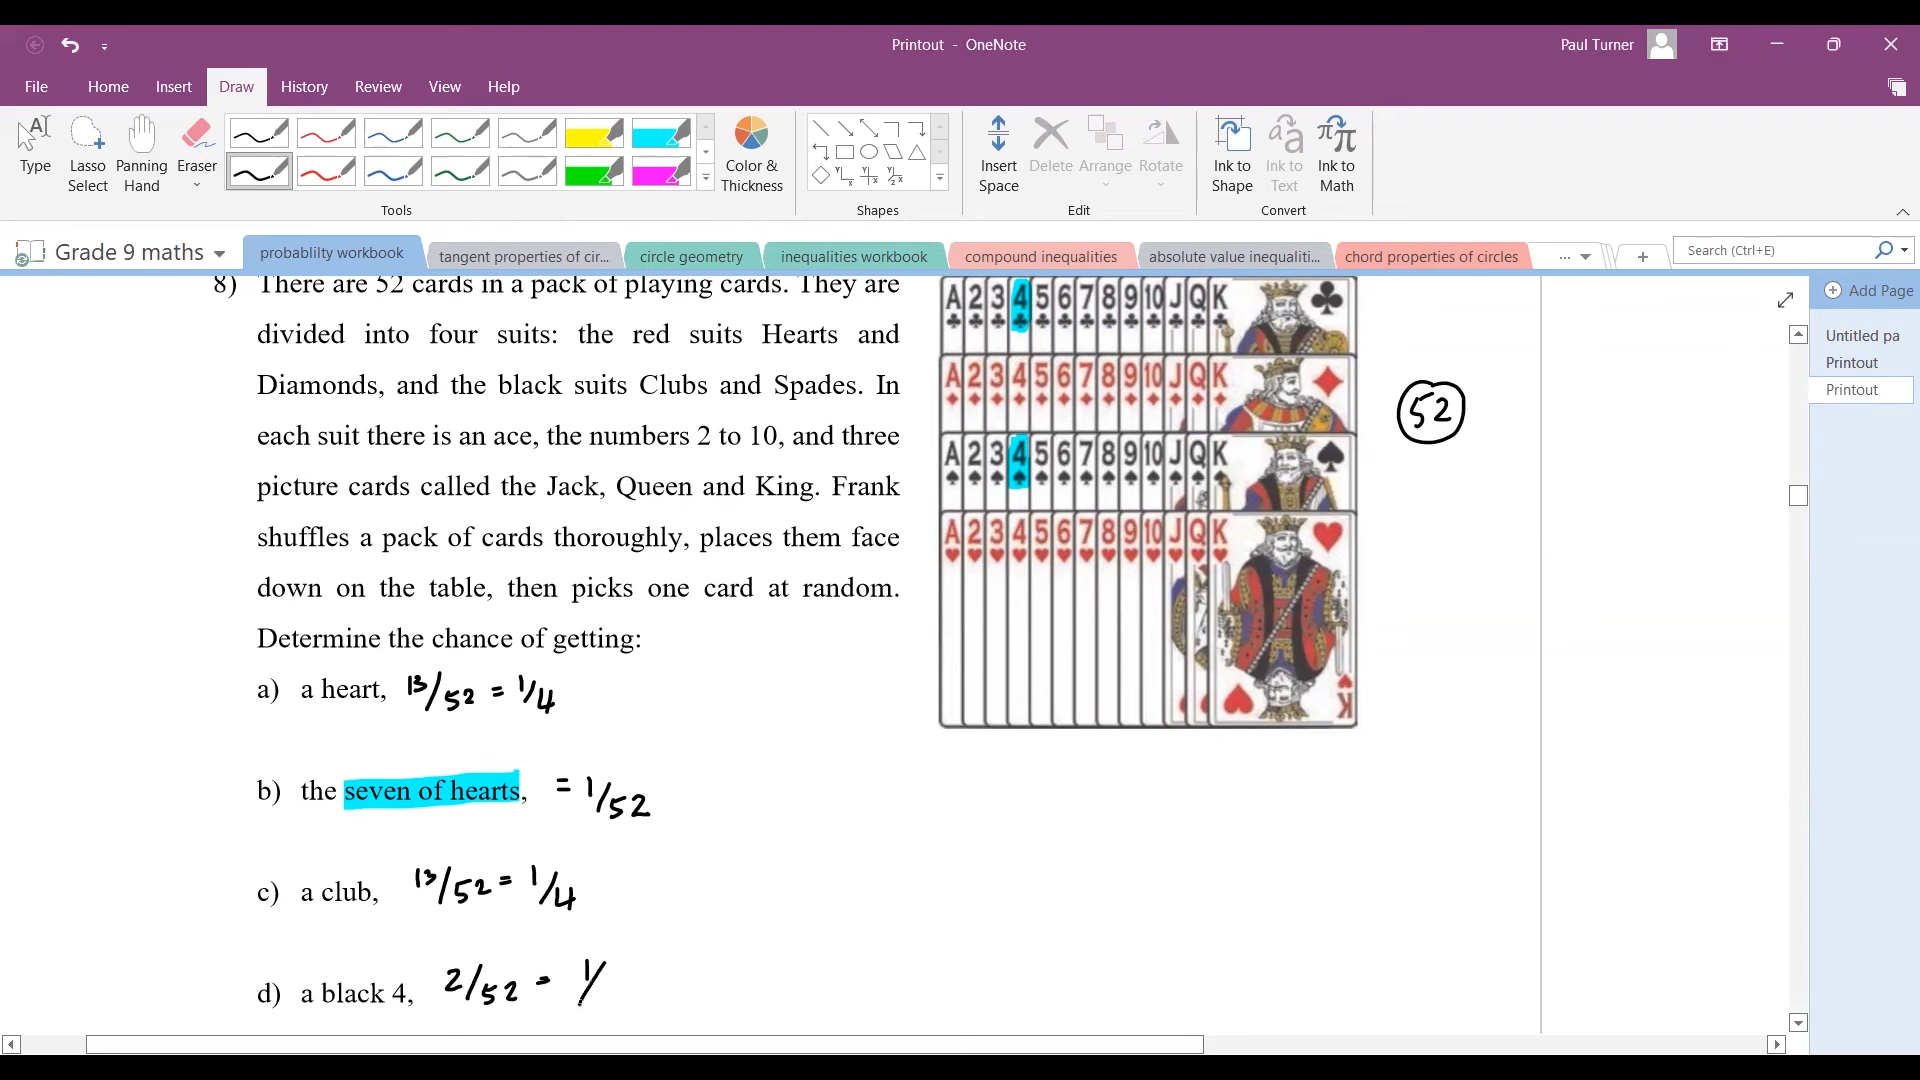 Printout - OneNote
Paul Turner
File Home Insert Draw History Review View Help
Type
Lasso Select
Panning Hand
Eraser
Color & Thickness
Insert Space
Delete
Arrange
Rotate
Ink to Shape
Ink to Text
Ink to Math
Tools Shapes Edit Convert
Grade 9 maths
probablilty workbook
tangent properties of cir...
circle geometry
inequalities workbook
compound inequalities
absolute value inequaliti...
chord properties of circles
...
Search (Ctrl+E)
Add Page
Untitled pa
Printout
Printout
8) There are 52 cards in a pack of playing cards. They are
divided into four suits: the red suits Hearts and
Diamonds, and the black suits Clubs and Spades. In
each suit there is an ace, the numbers 2 to 10, and three
picture cards called the Jack, Queen and King. Frank
shuffles a pack of cards thoroughly, places them face
down on the table, then picks one card at random.
Determine the chance of getting:
a) a heart, 13/52 = 1/4
b) the seven of hearts, = 1/52
c) a club, 13/52 = 1/4
d) a black 4, 2/52 = 1/
A 2 3 4 5 6 7 8 9 10 J Q K
A 2 3 4 5 6 7 8 9 10 J Q K
A 2 3 4 5 6 7 8 9 10 J Q K
A 2 3 4 5 6 7 8 9 10 J Q K
K
52